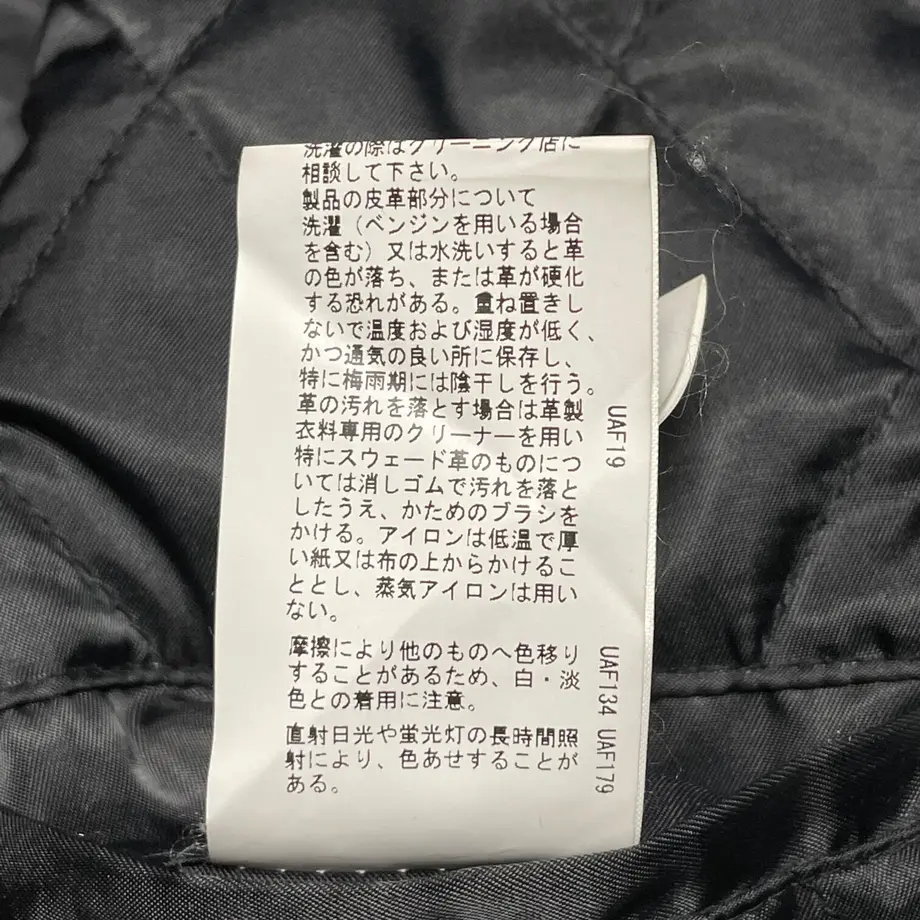 洗濯の際はクリーニング店に
相談して下さい。
製品の皮革部分について
洗濯（ベンジンを用いる場合
を含む）又は水洗いすると革
の色が落ち、または革が硬化
する恐れがある。重ね置きし
ないで温度および湿度が低く、
かつ通気の良い所に保存し、
特に梅雨期には陰干しを行う。
革の汚れを落とす場合は革製
衣料専用のクリーナーを用い
特にスウェード革のものにつ
いては消しゴムで汚れを落と
したうえ、かためのブラシを
かける。アイロンは低温で厚
い紙又は布の上からかけるこ
ととし、蒸気アイロンは用い
ない。
UAF19
摩擦により他のものへ色移り
することがあるため、白・淡
色との着用に注意。
UAF134
直射日光や蛍光灯の長時間照
射により、色あせすることが
ある。
UAF179